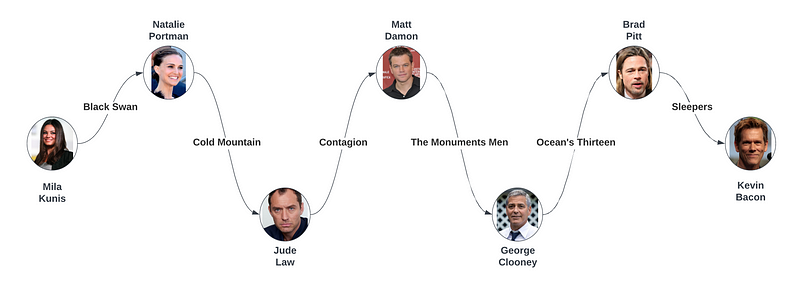 Natalie
Portman
Matt
Damon
Brad
Pitt
Black Swan
Sleepers
Cold Mountain
Contagion
The Monuments Men
Ocean's Thirteen
Mila
Kunis
Kevin
Bacon
Jude
Law
George
Clooney